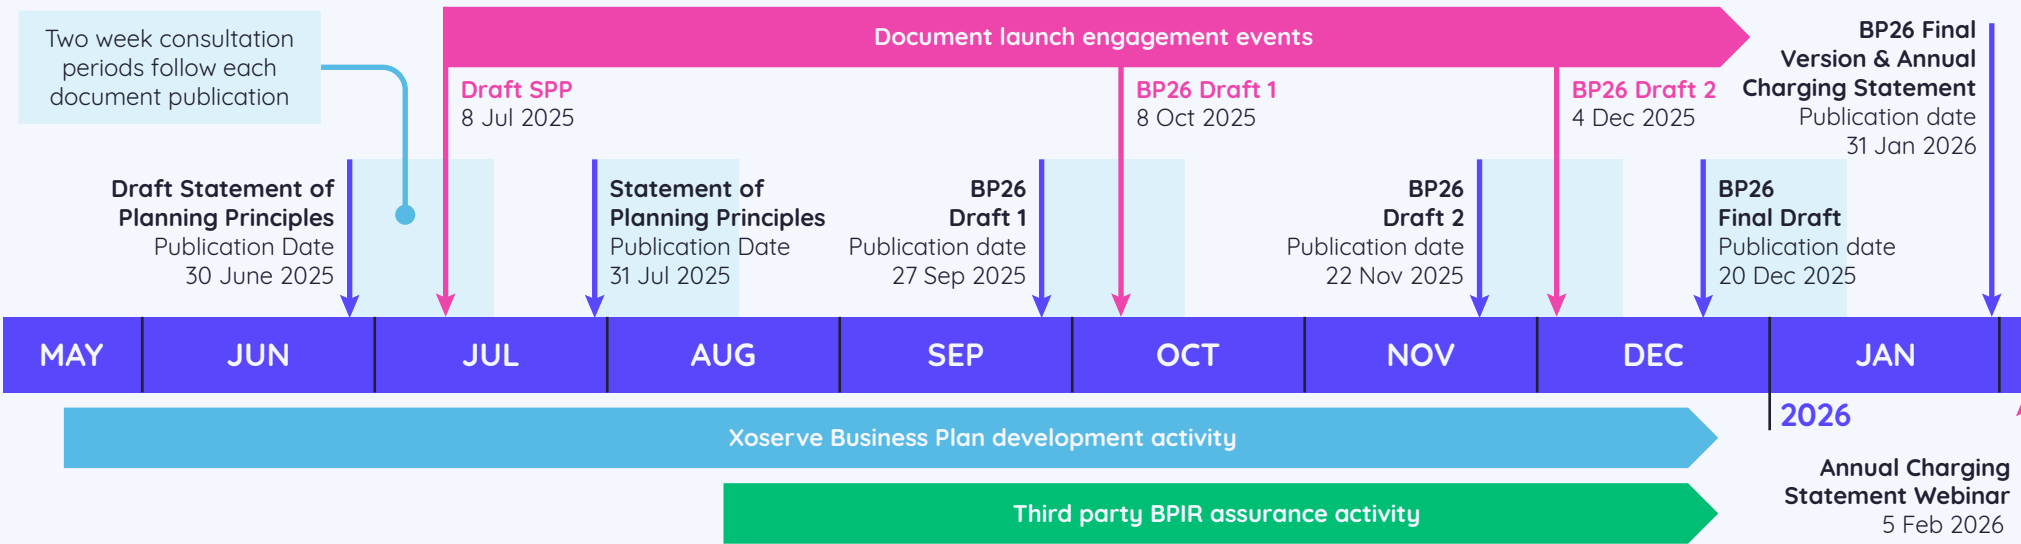 Two week consultation
periods follow each
document publication
Document launch engagement events
Draft SPP
8 Jul 2025
BP26 Draft 1
8 Oct 2025
BP26 Draft 2
4 Dec 2025
BP26 Final
Version & Annual
Charging Statement
Publication date
31 Jan 2026
Draft Statement of
Planning Principles
Publication Date
30 June 2025
Statement of
Planning Principles
Publication Date
31 Jul 2025
BP26
Draft 1
Publication date
27 Sep 2025
BP26
Draft 2
Publication date
22 Nov 2025
BP26
Final Draft
Publication date
20 Dec 2025
MAY
JUN
JUL
AUG
SEP
OCT
NOV
DEC
JAN
2026
Xoserve Business Plan development activity
Third party BPIR assurance activity
Annual Charging
Statement Webinar
5 Feb 2026